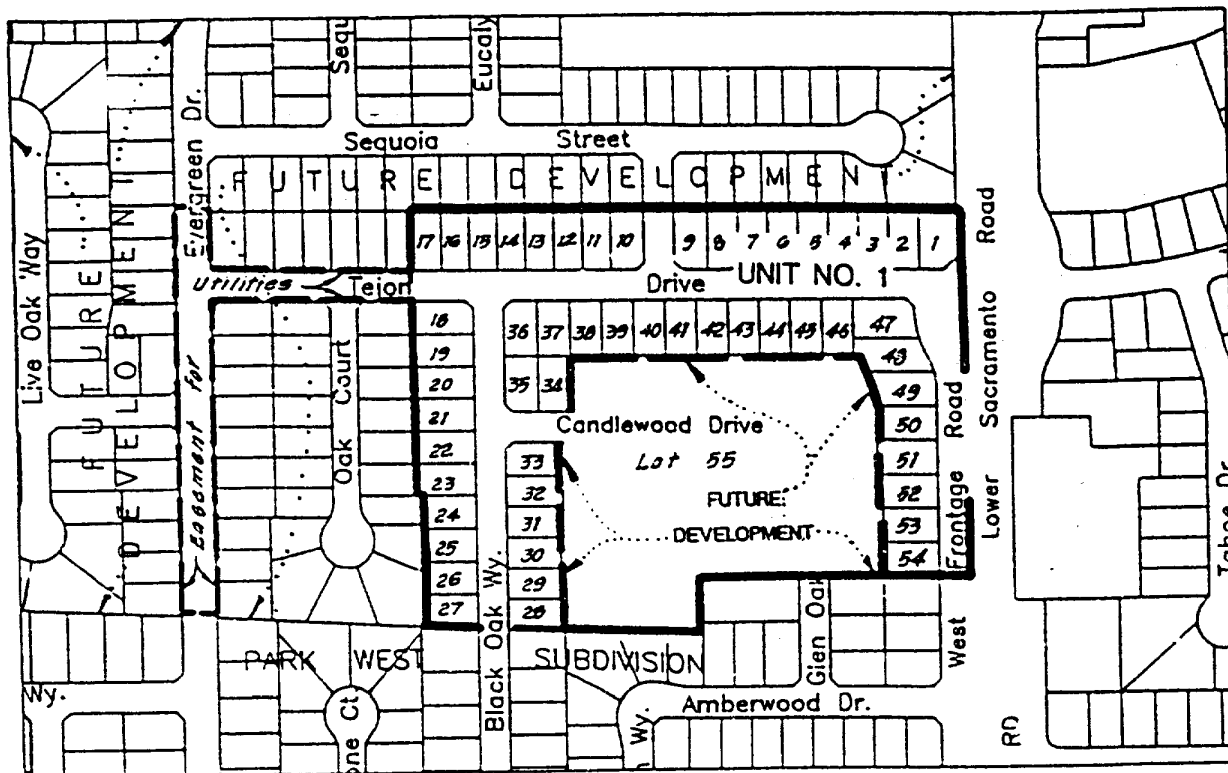 Sequ
Eucaly
Evergreen Dr.
Sequoia Street
FUTURE DEVELOPMENT
Live Oak Way
FUTURE
DEVELOPMENT
17 16 15 14 13 12 11 10 9 8 7 6 5 4 3 2 1
Road
Utilities
Tejon Drive
UNIT NO. 1
Easement for
Oak Court
18
19
20
21
22
23
24
25
26
27
36 37 38 39 40 41 42 43 44 45 46 47
35 34
48
49
50
51
52
53
54
Candlewood Drive
Lot 55
FUTURE
DEVELOPMENT
33
32
31
30
29
28
Black Oak Wy.
Frontage Road
West
Lower Sacramento
Tahoe Dr.
Glen Oak
PARK WEST SUBDIVISION
Wy.
one Ct
Wy.
Amberwood Dr.
RD